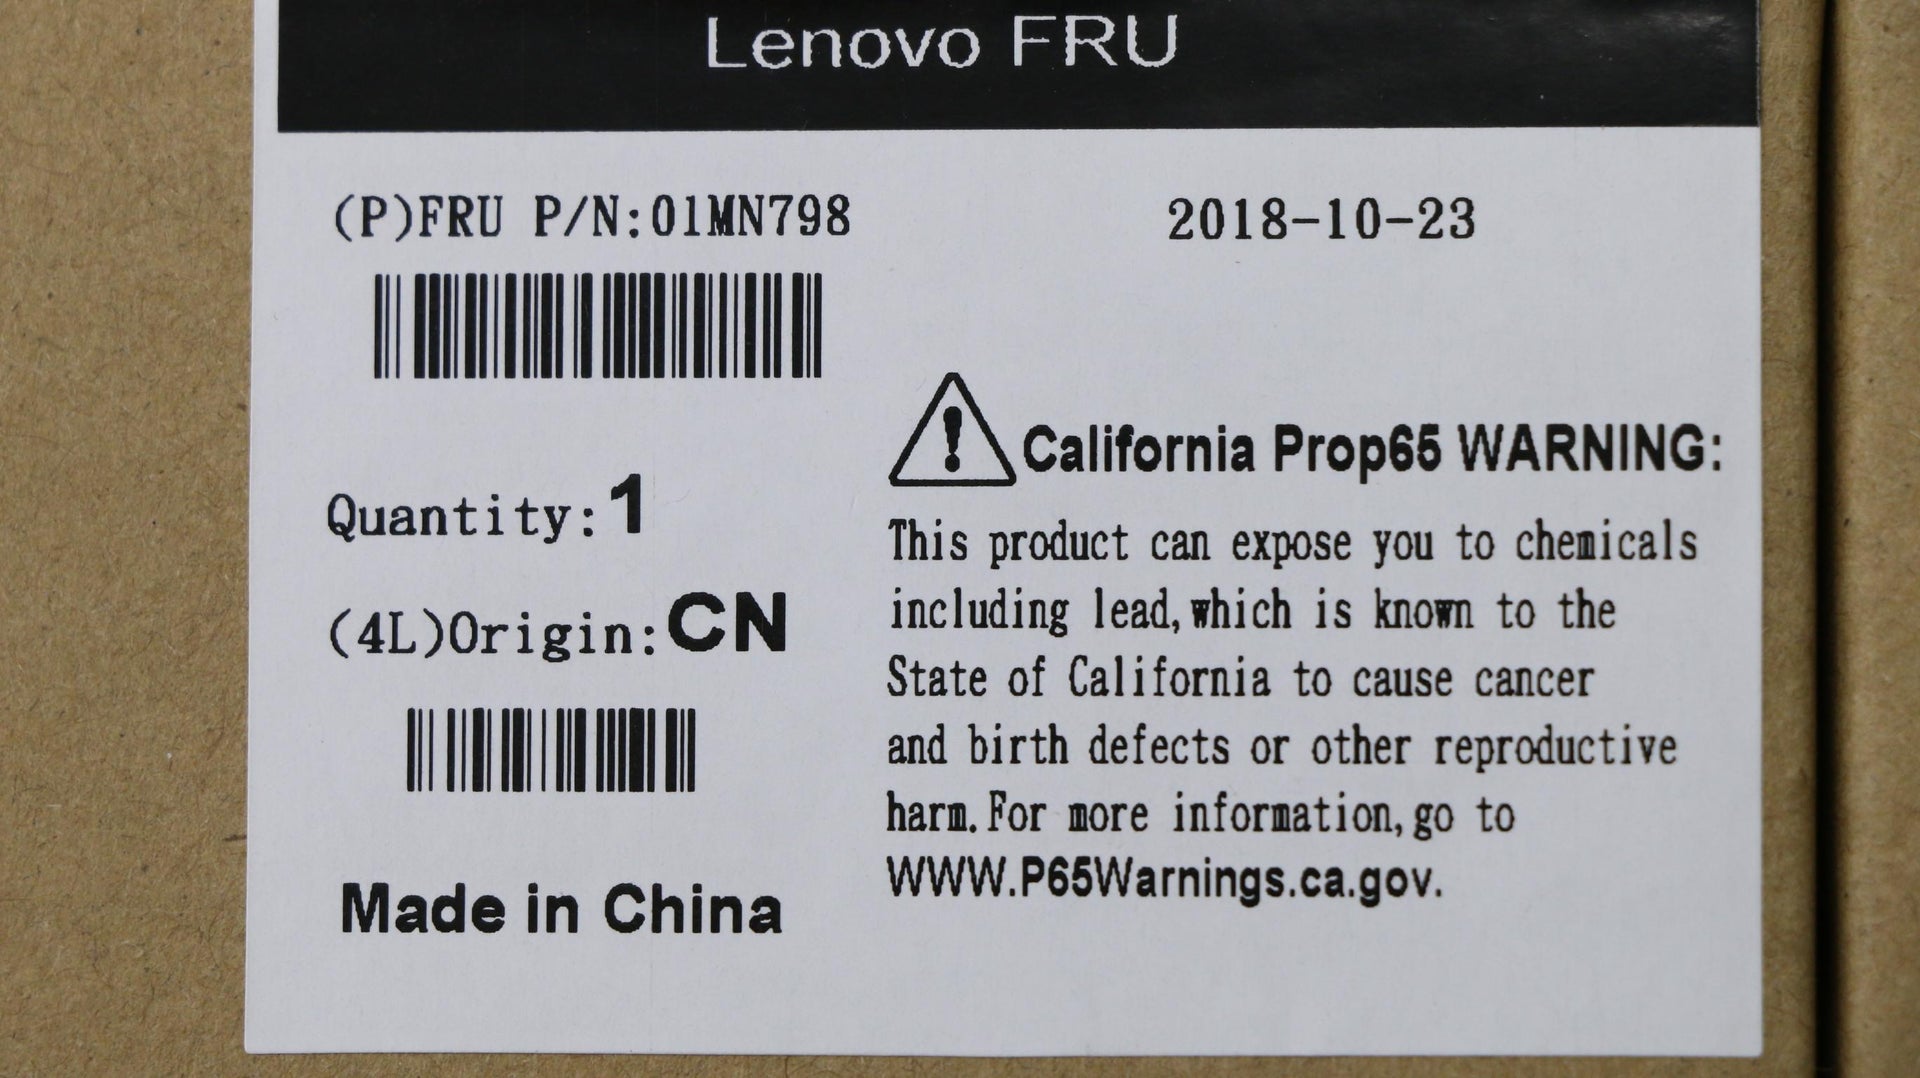 Lenovo FRU
(P)FRU P/N:01MN798
2018-10-23
Quantity:1
(4L)Origin:CN
Made in China
California Prop65 WARNING:
This product can expose you to chemicals
including lead,which is known to the
State of California to cause cancer
and birth defects or other reproductive
harm.For more information,go to
WWW.P65Warnings.ca.gov.